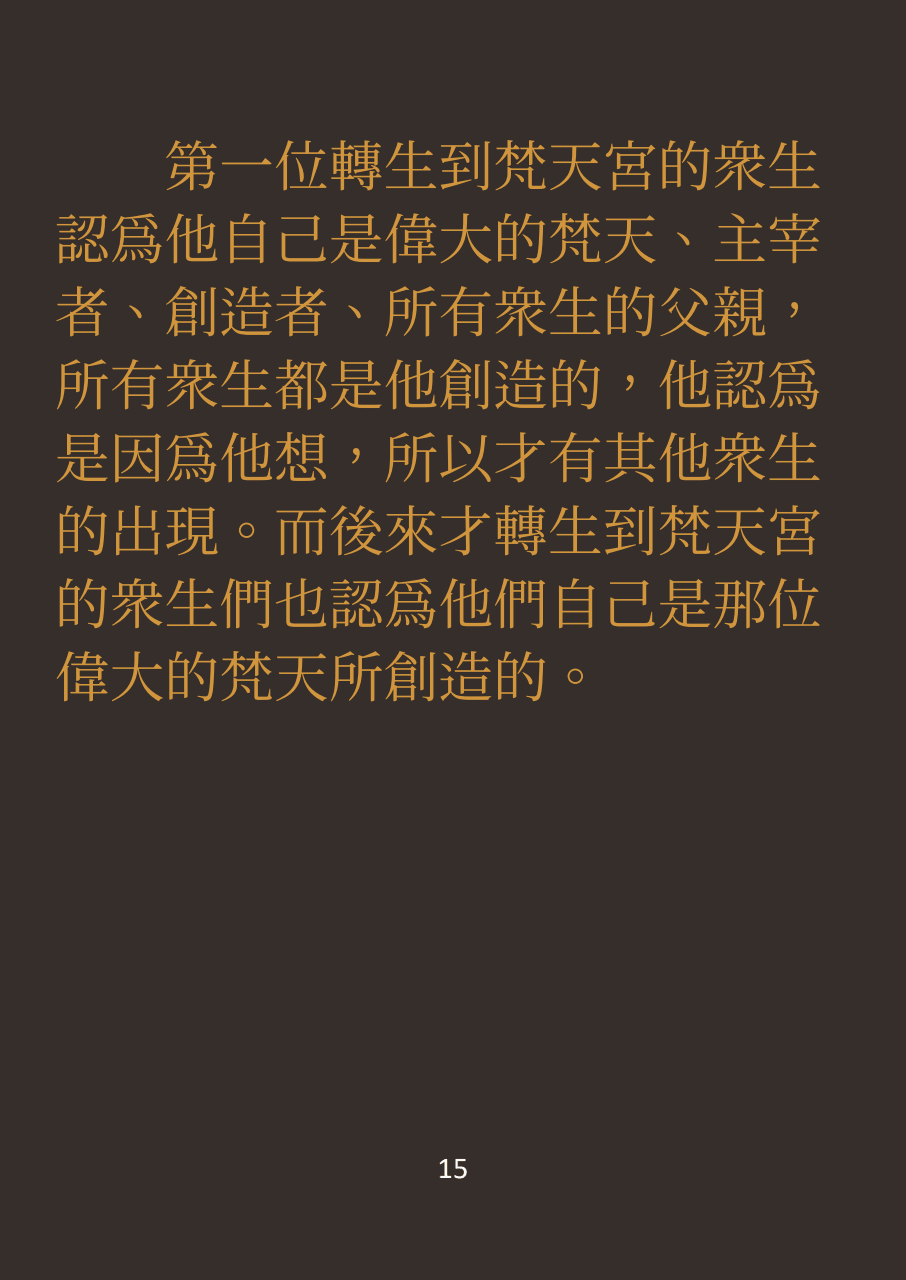 第一位轉生到梵天宮的衆生
認爲他自己是偉大的梵天、主宰
者、創造者、所有衆生的父親，
所有衆生都是他創造的，他認爲
是因爲他想，所以才有其他衆生
的出現。而後來才轉生到梵天宮
的衆生們也認爲他們自己是那位
偉大的梵天所創造的。
15